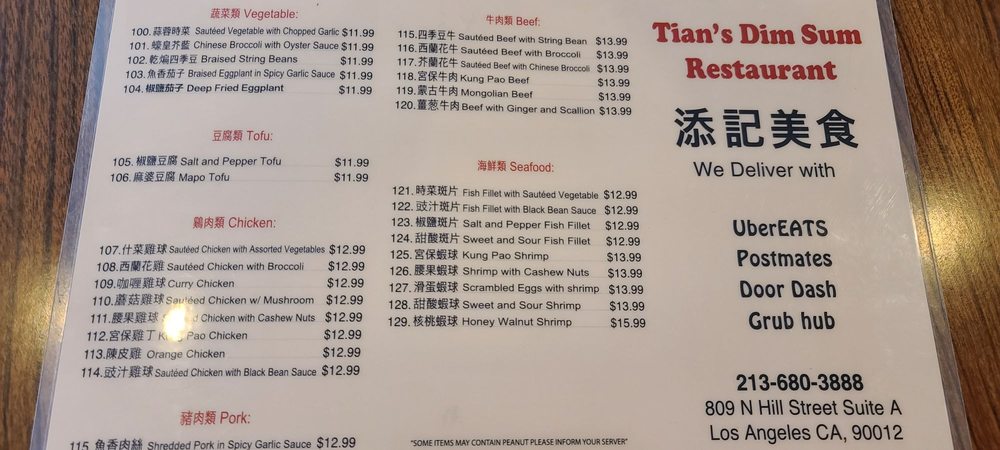 蔬菜類 Vegetable:
100. 蒜蓉時菜 Sautéed Vegetable with Chopped Garlic $11.99
101. 蠔皇芥藍 Chinese Broccoli with Oyster Sauce $11.99
102. 乾煸四季豆 Braised String Beans $11.99
103. 魚香茄子 Braised Eggplant in Spicy Garlic Sauce $11.99
104. 椒鹽茄子 Deep Fried Eggplant $11.99
豆腐類 Tofu:
105. 椒鹽豆腐 Salt and Pepper Tofu $11.99
106. 麻婆豆腐 Mapo Tofu $11.99
鷄肉類 Chicken:
107. 什菜雞球 Sautéed Chicken with Assorted Vegetables $12.99
108. 西蘭花雞 Sautéed Chicken with Broccoli $12.99
109. 咖喱雞球 Curry Chicken $12.99
110. 蘑菇雞球 Sautéed Chicken w/ Mushroom $12.99
111. 腰果雞球 Chicken with Cashew Nuts $12.99
112. 宮保雞丁 Kung Pao Chicken $12.99
113. 陳皮雞 Orange Chicken $12.99
114. 豉汁雞球 Sautéed Chicken with Black Bean Sauce $12.99
豬肉類 Pork:
115. 魚香肉絲 Shredded Pork in Spicy Garlic Sauce $12.99
牛肉類 Beef:
115. 四季豆牛 Sautéed Beef with String Bean $13.99
116. 西蘭花牛 Sautéed Beef with Broccoli $13.99
117. 芥蘭花牛 Sautéed Beef with Chinese Broccoli $13.99
118. 宮保牛肉 Kung Pao Beef $13.99
119. 蒙古牛肉 Mongolian Beef $13.99
120. 薑葱牛肉 Beef with Ginger and Scallion $13.99
海鮮類 Seafood:
121. 時菜斑片 Fish Fillet with Sautéed Vegetable $12.99
122. 豉汁斑片 Fish Fillet with Black Bean Sauce $12.99
123. 椒鹽斑片 Salt and Pepper Fish Fillet $12.99
124. 甜酸斑片 Sweet and Sour Fish Fillet $12.99
125. 宮保蝦球 Kung Pao Shrimp $13.99
126. 腰果蝦球 Shrimp with Cashew Nuts $13.99
127. 滑蛋蝦球 Scrambled Eggs with shrimp $13.99
128. 甜酸蝦球 Sweet and Sour Shrimp $13.99
129. 核桃蝦球 Honey Walnut Shrimp $15.99
"SOME ITEMS MAY CONTAIN PEANUT PLEASE INFORM YOUR SERVER"
Tian's Dim Sum
Restaurant
添記美食
We Deliver with
UberEATS
Postmates
Door Dash
Grub hub
213-680-3888
809 N Hill Street Suite A
Los Angeles CA, 90012